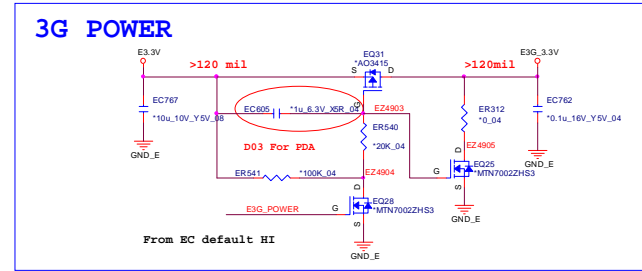 3G POWER
E3.3V
>120 mil
EQ31
*AO3415
>120mil
E3G_3.3V
S
D
G
EC767
*10u_10V_Y5V_08
GND_E
EC605
*1u_6.3V_X5R_04
EZ4903
D03 For PDA
ER540
*20K_04
ER541
*100K_04
EZ4904
ER312
*0_04
EZ4905
EC762
*0.1u_16V_Y5V_04
GND_E
D
G
EQ25
*MTN7002ZHS3
S
GND_E
D
E3G_POWER
G
EQ28
*MTN7002ZHS3
S
GND_E
From EC default HI